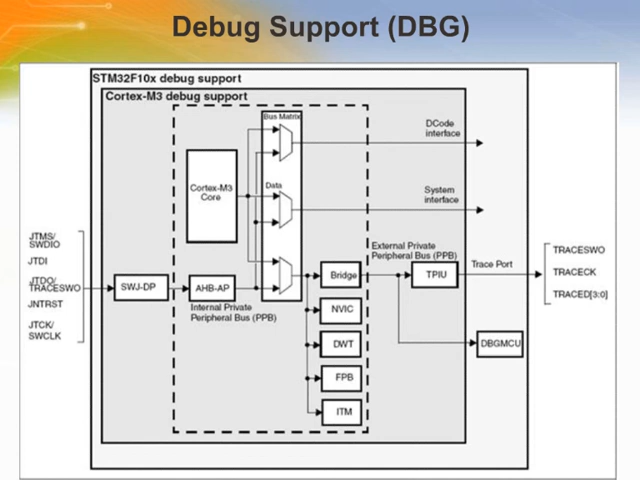 Debug Support (DBG)
STM32F10x debug support
Cortex-M3 debug support
Bus Matrix
DCode
interface
Cortex-M3
Core
Data
System
interface
JTMS/
SWDIO
JTDI
JTDO/
TRACESWO
JNTRST
JTCK/
SWCLK
SWJ-DP
AHB-AP
Internal Private
Peripheral Bus (PPB)
Bridge
NVIC
DWT
FPB
ITM
External Private
Peripheral Bus (PPB)
TPIU
Trace Port
DBGMCU
TRACESWO
TRACECK
TRACED[3:0]